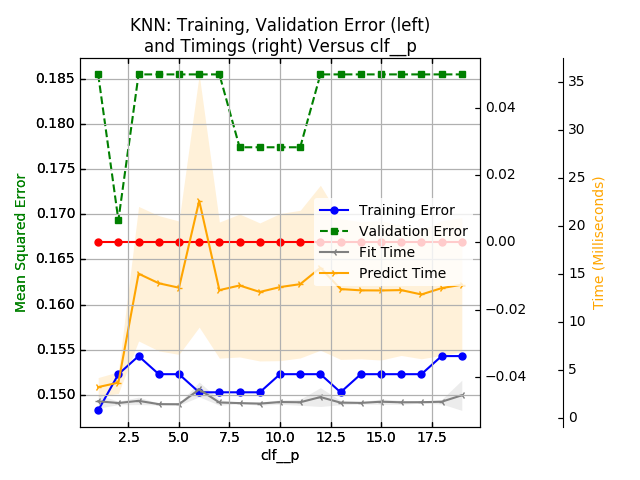 KNN: Training, Validation Error (left)
and Timings (right) Versus clf__p
Mean Squared Error
0.185
0.180
0.175
0.170
0.165
0.160
0.155
0.150
0.04
0.02
0.00
−0.02
−0.04
35
30
25
20
15
10
5
0
Time (Milliseconds)
Training Error
Validation Error
Fit Time
Predict Time
2.5 5.0 7.5 10.0 12.5 15.0 17.5
clf__p